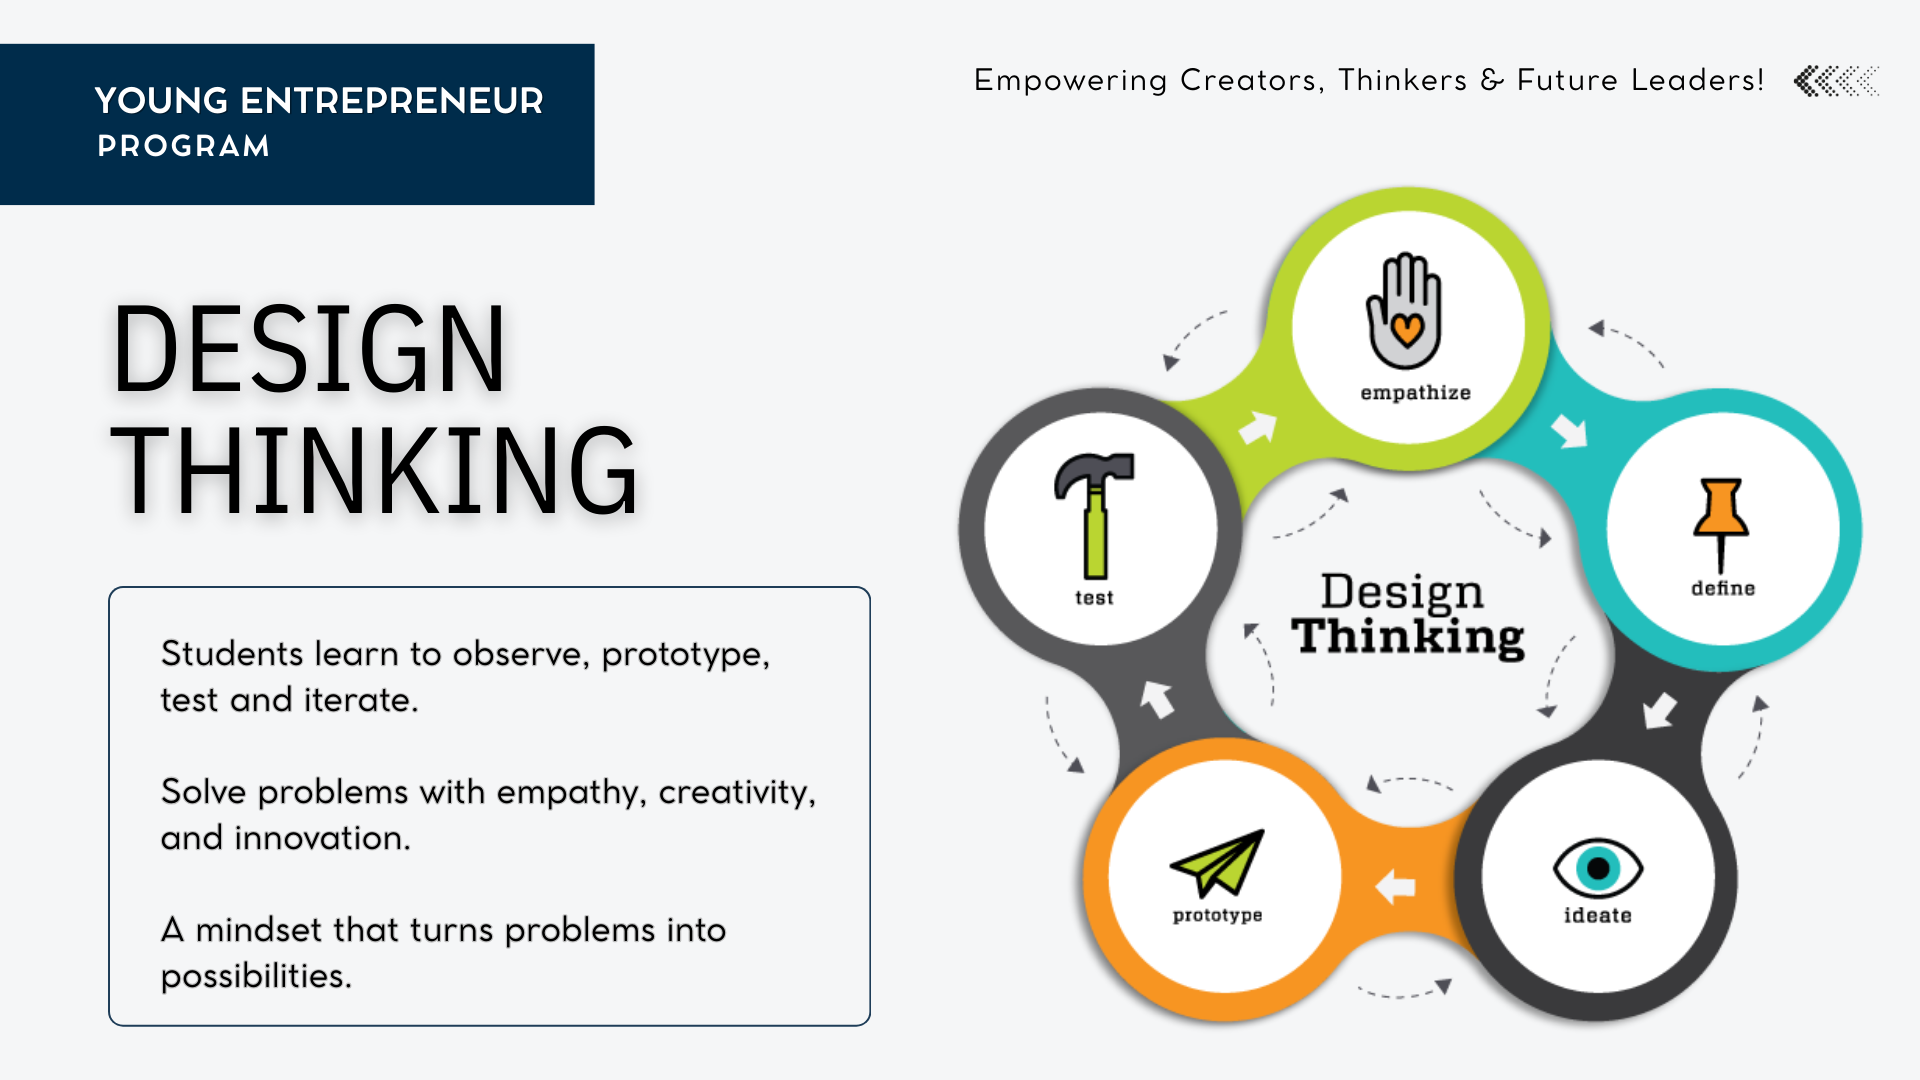 YOUNG ENTREPRENEUR
PROGRAM
Empowering Creators, Thinkers & Future Leaders!
DESIGN
THINKING
Students learn to observe, prototype,
test and iterate.
Solve problems with empathy, creativity,
and innovation.
A mindset that turns problems into
possibilities.
empathize
define
ideate
prototype
test
Design
Thinking